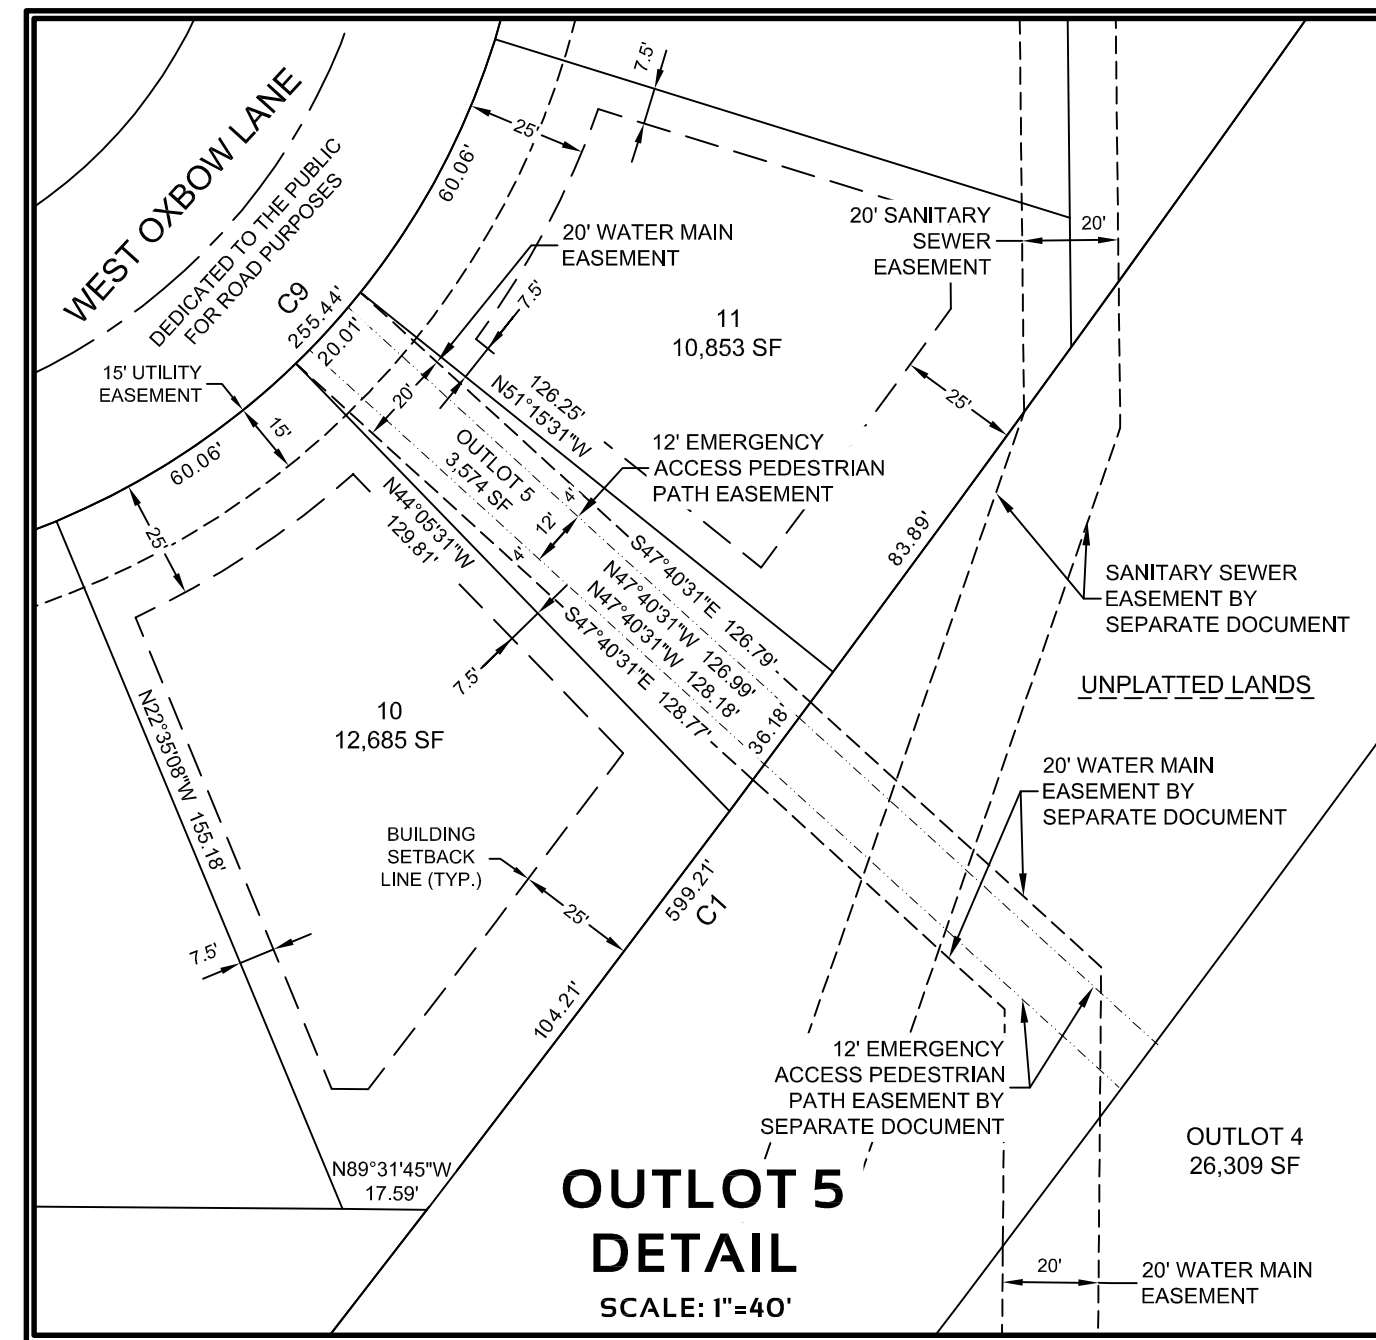 WEST OXBOW LANE
DEDICATED TO THE PUBLIC
FOR ROAD PURPOSES
7.5'
25'
60.06'
20' WATER MAIN
EASEMENT
7.5'
20' SANITARY
SEWER
EASEMENT
20'
C9
255.44'
20.01'
15' UTILITY
EASEMENT
15'
20'
11
10,853 SF
25'
126.25'
N51°15'31"W
60.06'
25'
OUTLOT 5
3,574 SF
12' EMERGENCY
ACCESS PEDESTRIAN
PATH EASEMENT
4'
12'
4'
N44°05'31"W
129.81'
83.89'
SANITARY SEWER
EASEMENT BY
SEPARATE DOCUMENT
UNPLATTED LANDS
S47°40'31"E 126.79'
N47°40'31"W 126.99'
N47°40'31"W 128.18'
S47°40'31"E 128.77'
36.18'
7.5'
10
12,685 SF
N22°35'08"W 155.18'
20' WATER MAIN
EASEMENT BY
SEPARATE DOCUMENT
BUILDING
SETBACK
LINE (TYP.)
25'
599.21'
C1
7.5'
104.21'
12' EMERGENCY
ACCESS PEDESTRIAN
PATH EASEMENT BY
SEPARATE DOCUMENT
N89°31'45"W
17.59'
OUTLOT 4
26,309 SF
OUTLOT 5
DETAIL
SCALE: 1"=40'
20'
20' WATER MAIN
EASEMENT